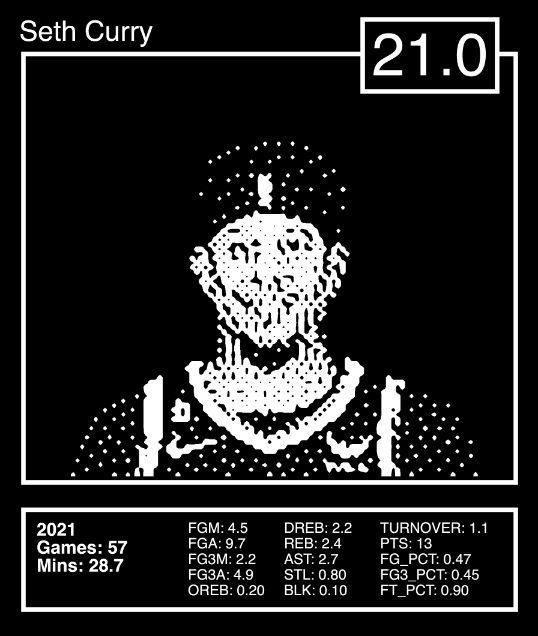 Seth Curry
21.0
2021
Games: 57
Mins: 28.7
FGM: 4.5
FGA: 9.7
FG3M: 2.2
FG3A: 4.9
OREB: 0.20
DREB: 2.2
REB: 2.4
AST: 2.7
STL: 0.80
BLK: 0.10
TURNOVER: 1.1
PTS: 13
FG_PCT: 0.47
FG3_PCT: 0.45
FT_PCT: 0.90